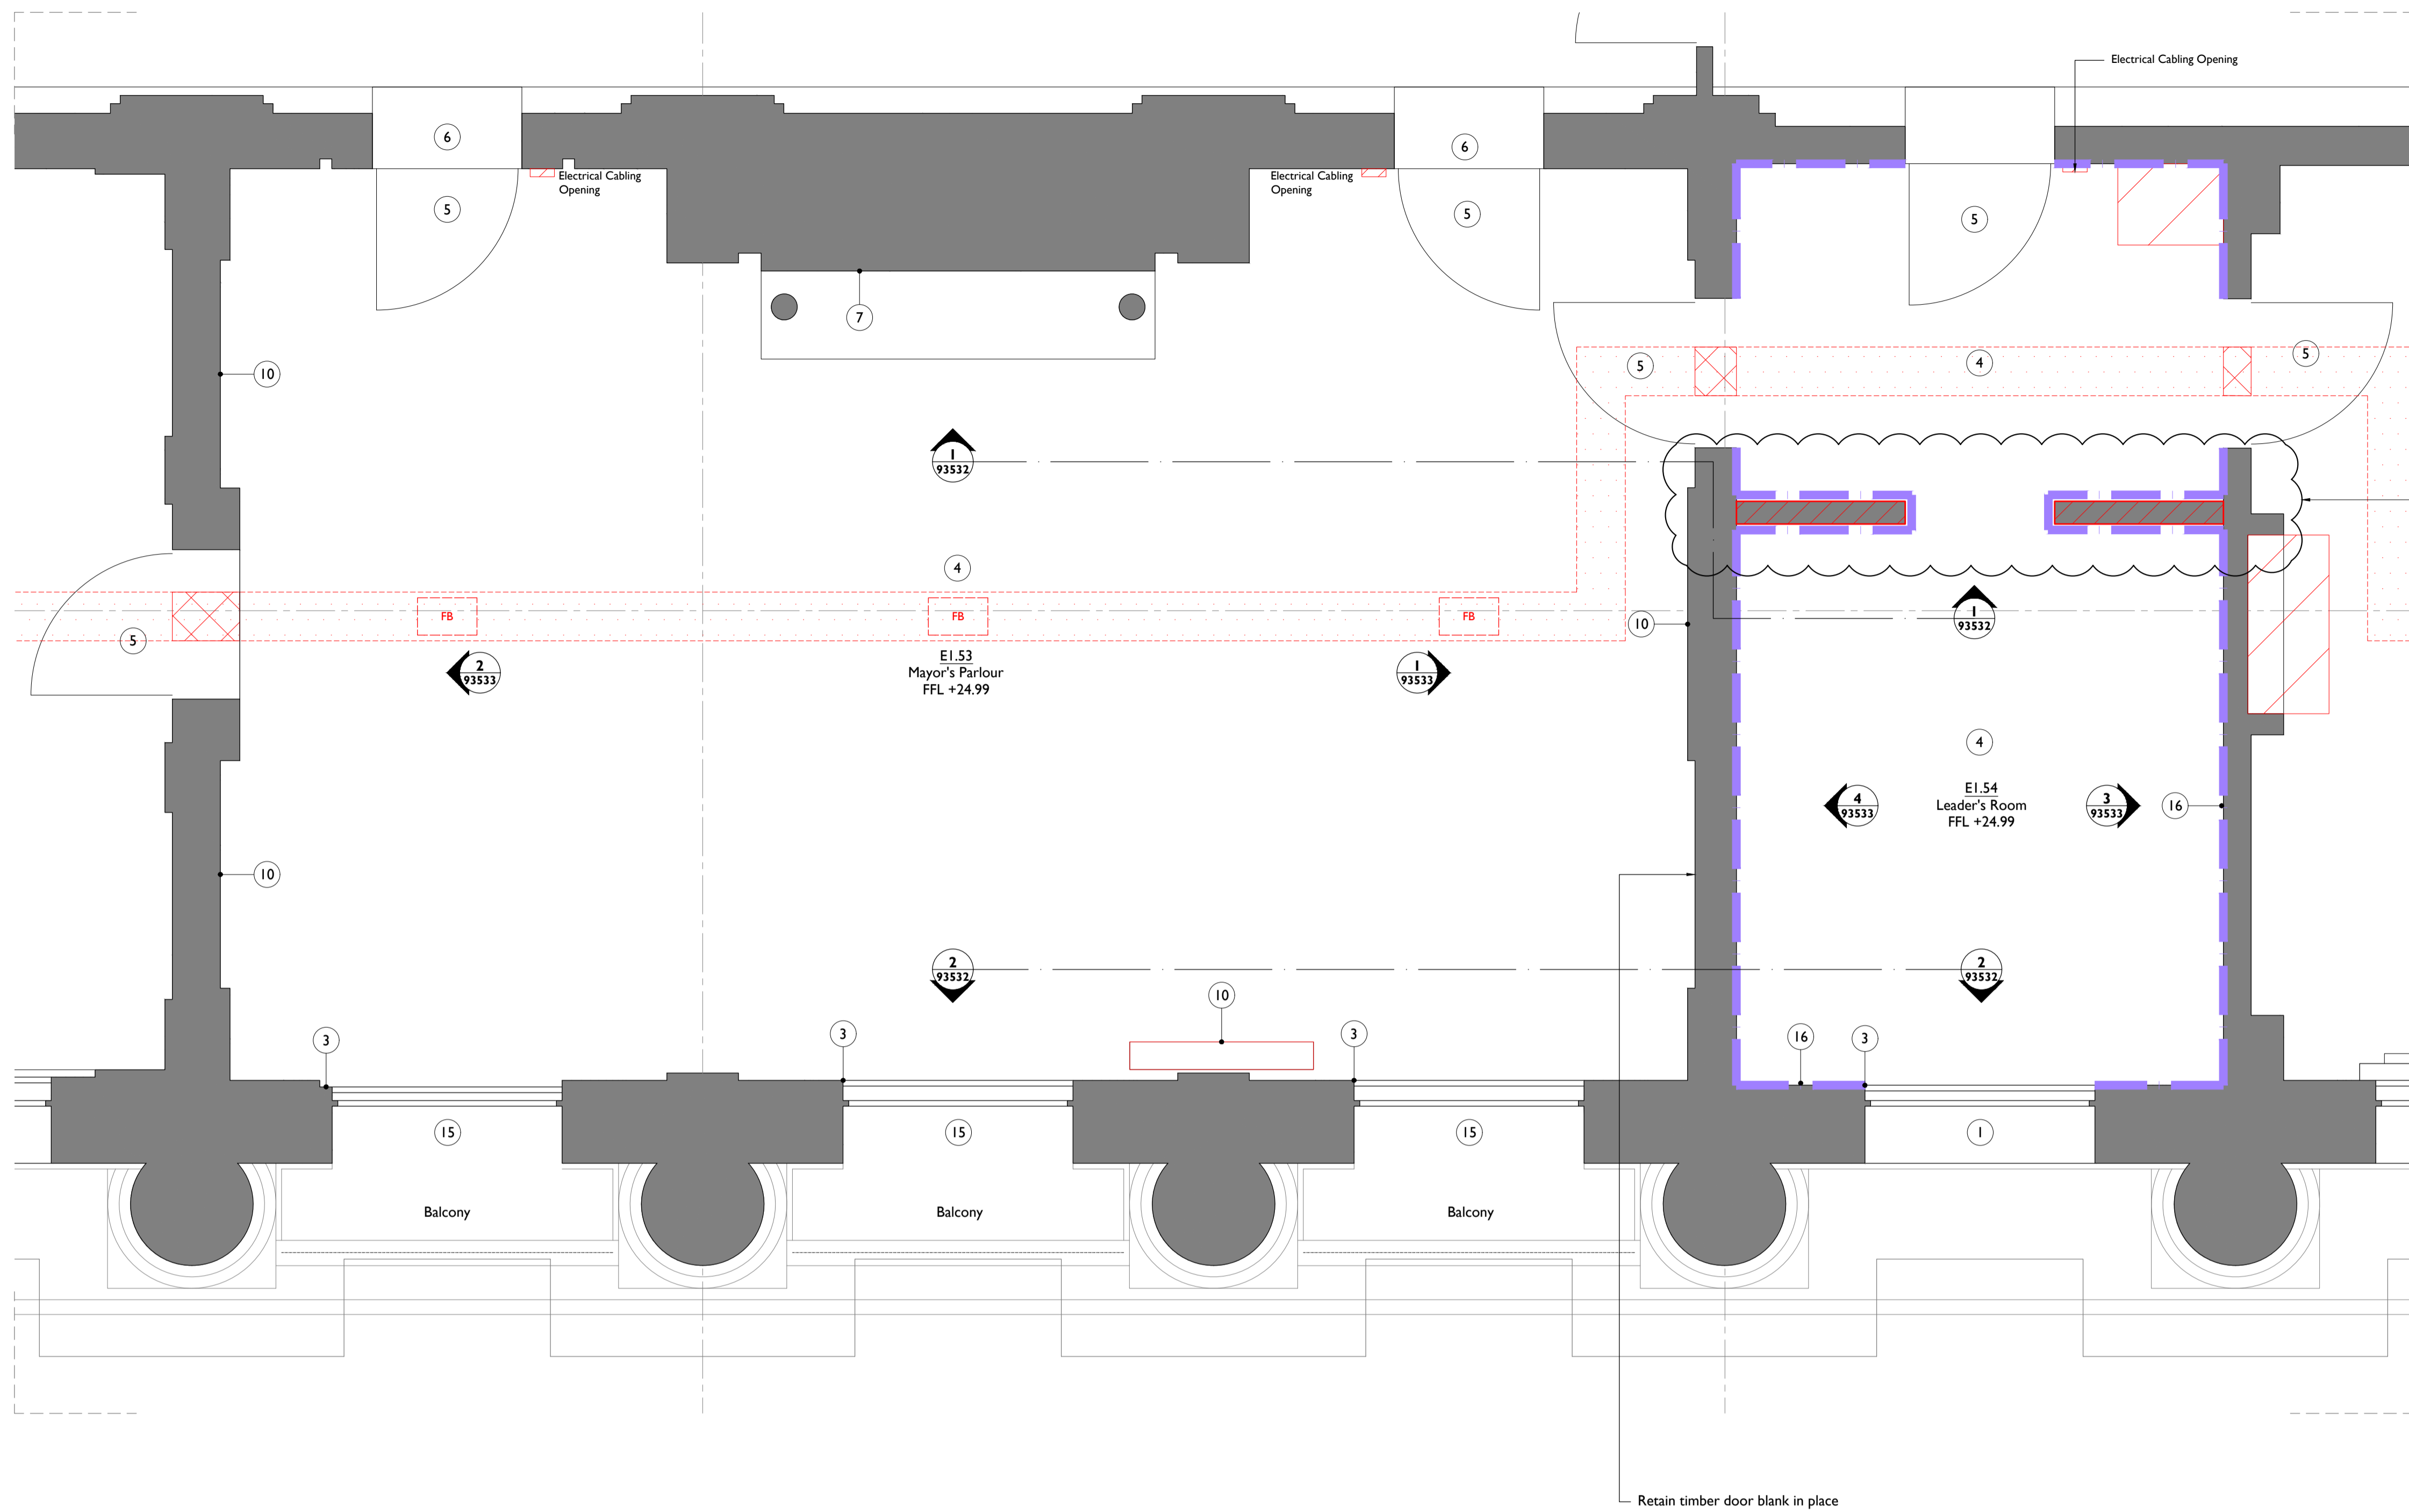 Electrical Cabling Opening
6
6
Electrical Cabling
Opening
Electrical Cabling
Opening
5
5
5
7
10
5
4
5
1
93532
4
FB
FB
FB
10
1
93532
5
2
93533
E1.53
Mayor's Parlour
FFL +24.99
1
93533
4
E1.54
Leader's Room
FFL +24.99
4
93533
3
93533
16
10
2
93532
2
93532
10
3
3
3
16
3
15
15
15
1
Balcony
Balcony
Balcony
Retain timber door blank in place